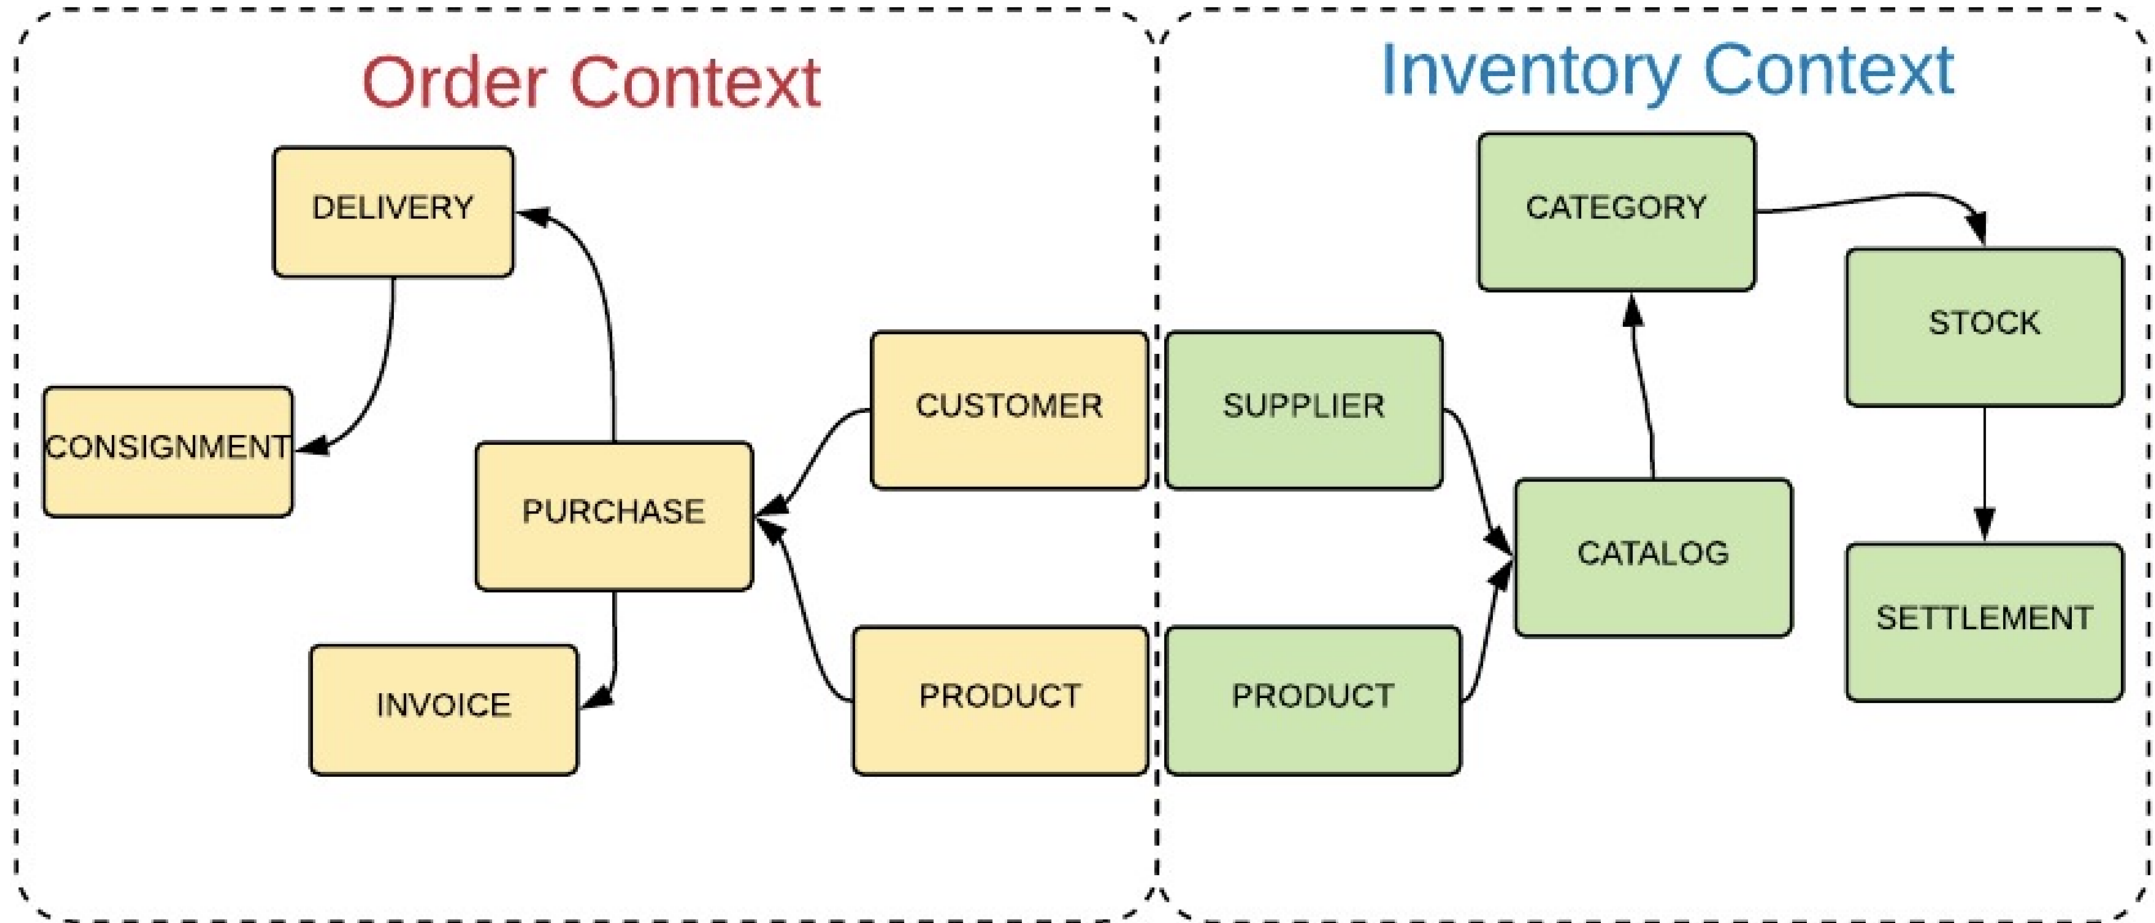 Order Context
DELIVERY
CONSIGNMENT
PURCHASE
INVOICE
CUSTOMER
PRODUCT
Inventory Context
CATEGORY
STOCK
SUPPLIER
CATALOG
PRODUCT
SETTLEMENT